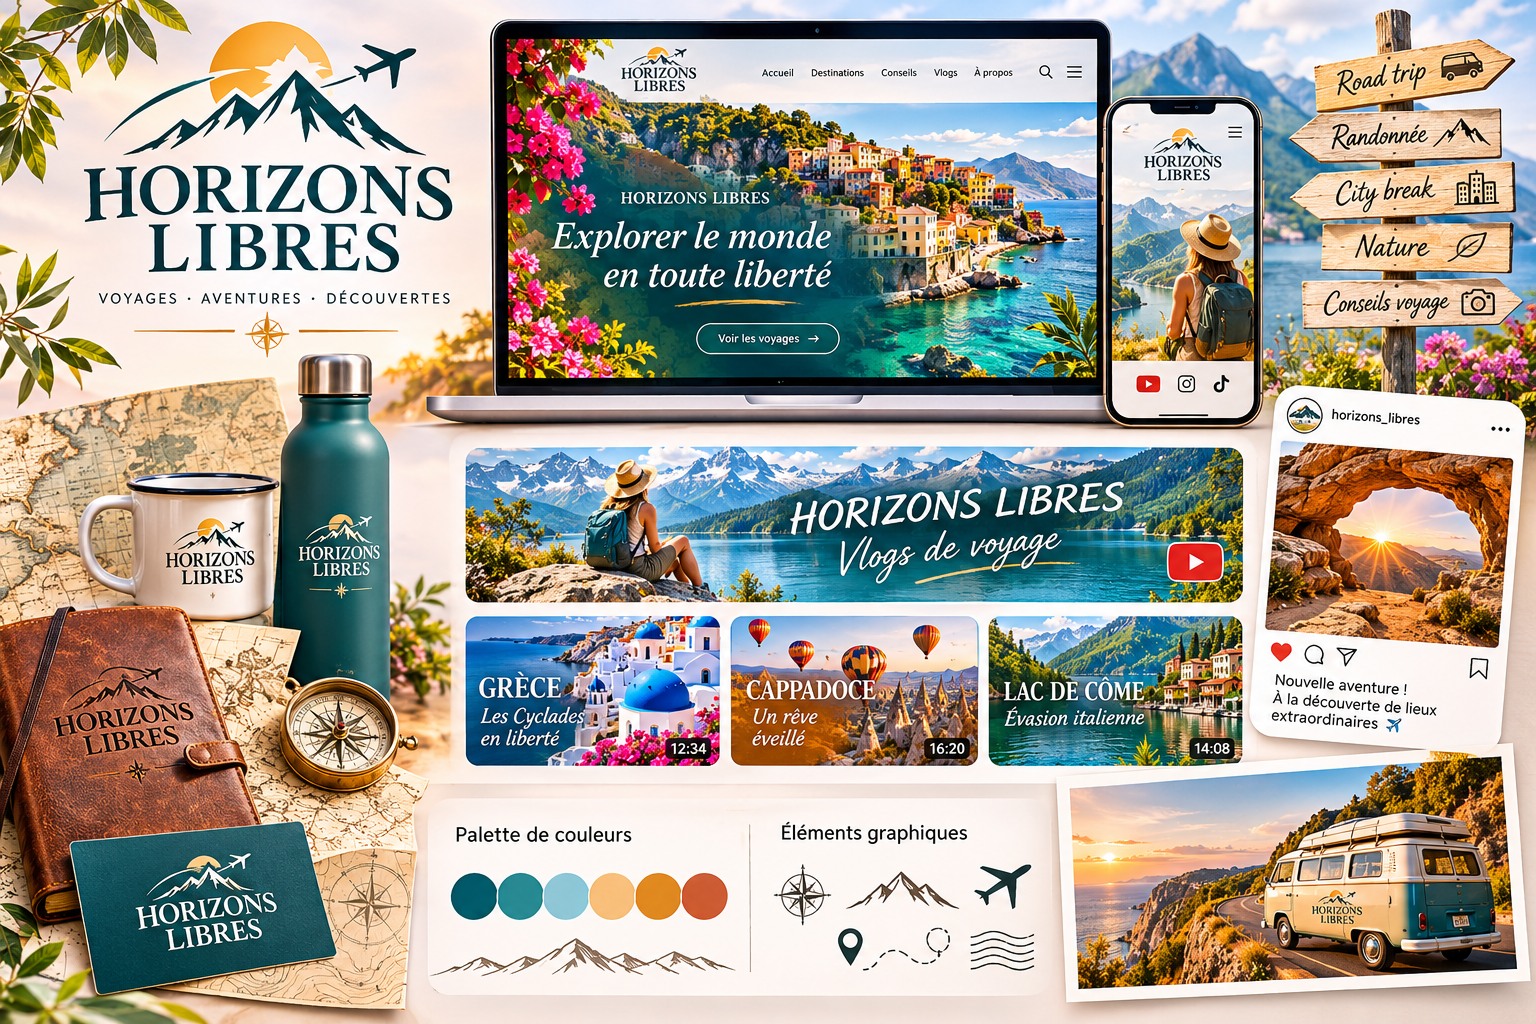 HORIZONS
LIBRES
VOYAGES · AVENTURES · DÉCOUVERTES
HORIZONS
LIBRES
Accueil Destinations Conseils Vlogs À propos
HORIZONS LIBRES
Explorer le monde
en toute liberté
Voir les voyages →
HORIZONS
LIBRES
Road trip
Randonnée
City break
Nature
Conseils voyage
horizons_libres
Nouvelle aventure !
À la découverte de lieux
extraordinaires ✈️
HORIZONS LIBRES
Vlogs de voyage
GRÈCE
Les Cyclades
en liberté
12:34
CAPPADOCE
Un rêve
éveillé
16:20
LAC DE CÔME
Évasion italienne
14:08
HORIZONS
LIBRES
HORIZONS
LIBRES
HORIZONS
LIBRES
HORIZONS
LIBRES
Palette de couleurs
Éléments graphiques
HORIZONS
LIBRES